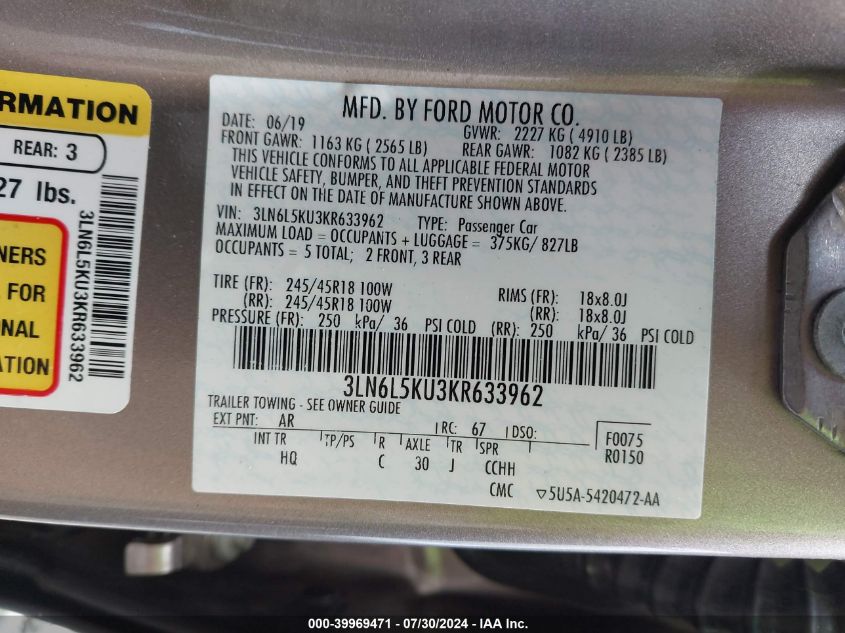 RMATION
REAR: 3
27 lbs.
NERS
FOR
ONAL
ATION
3LN6L5KU3KR633962
MFD. BY FORD MOTOR CO.
DATE: 06/19 GVWR: 2227 KG ( 4910 LB)
FRONT GAWR: 1163 KG ( 2565 LB) REAR GAWR: 1082 KG ( 2385 LB)
THIS VEHICLE CONFORMS TO ALL APPLICABLE FEDERAL MOTOR
VEHICLE SAFETY, BUMPER, AND THEFT PREVENTION STANDARDS
IN EFFECT ON THE DATE OF MANUFACTURE SHOWN ABOVE.
VIN: 3LN6L5KU3KR633962 TYPE: Passenger Car
MAXIMUM LOAD = OCCUPANTS + LUGGAGE = 375KG/ 827LB
OCCUPANTS = 5 TOTAL; 2 FRONT, 3 REAR
TIRE (FR): 245/45R18 100W RIMS (FR): 18x8.0J
(RR): 245/45R18 100W (RR): 18x8.0J
PRESSURE (FR): 250 kPa/ 36 PSI COLD (RR): 250 kPa/ 36 PSI COLD
3LN6L5KU3KR633962
TRAILER TOWING - SEE OWNER GUIDE
EXT PNT: AR RC: 67 DSO: F0075
INT TR TP/PS R AXLE TR SPR R0150
HQ C 30 J CCHH
CMC ▽5U5A-5420472-AA
000-39969471 / 07/30/2024 - IAA Inc.